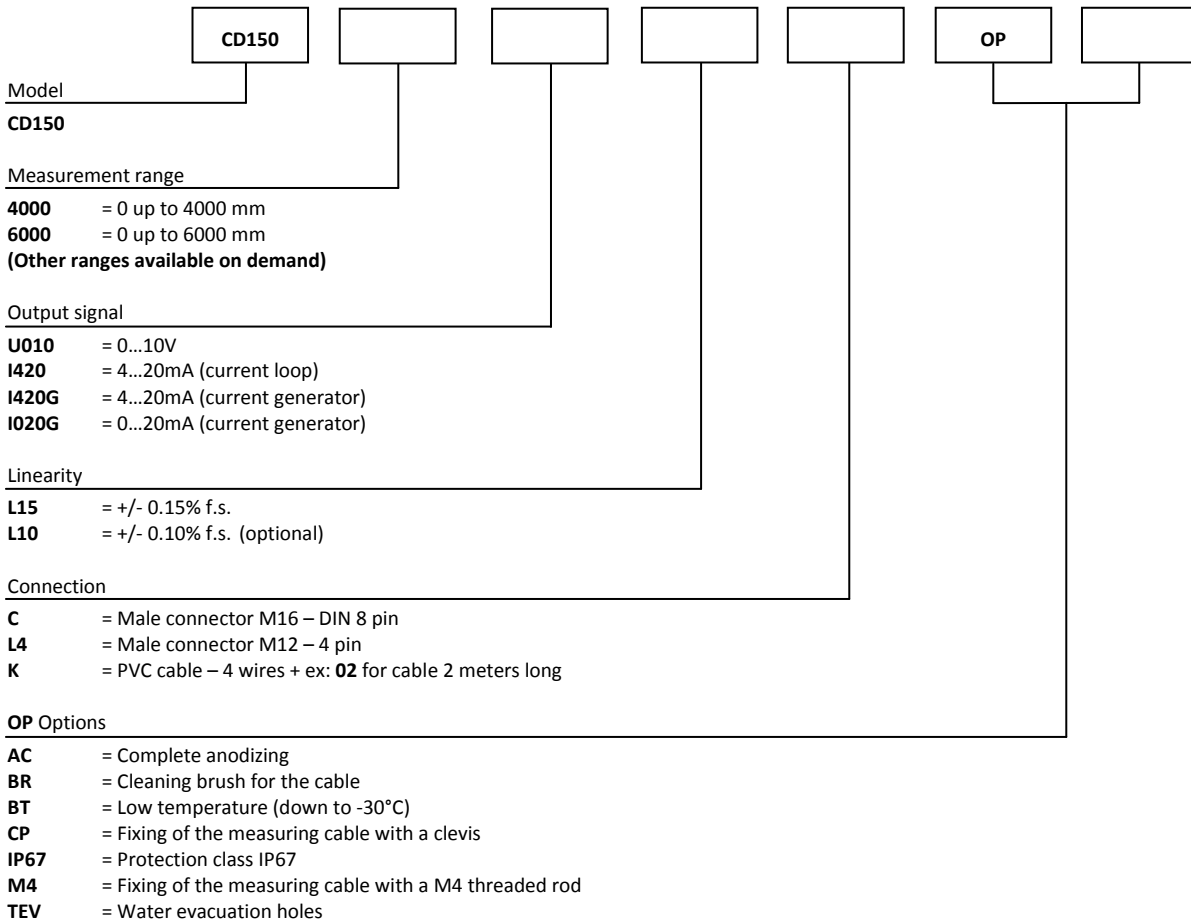 CD150 OP
Model
CD150
Measurement range
4000 = 0 up to 4000 mm
6000 = 0 up to 6000 mm
(Other ranges available on demand)
Output signal
U010 = 0...10V
I420 = 4...20mA (current loop)
I420G = 4...20mA (current generator)
I020G = 0...20mA (current generator)
Linearity
L15 = +/- 0.15% f.s.
L10 = +/- 0.10% f.s. (optional)
Connection
C = Male connector M16 – DIN 8 pin
L4 = Male connector M12 – 4 pin
K = PVC cable – 4 wires + ex: 02 for cable 2 meters long
OP Options
AC = Complete anodizing
BR = Cleaning brush for the cable
BT = Low temperature (down to -30°C)
CP = Fixing of the measuring cable with a clevis
IP67 = Protection class IP67
M4 = Fixing of the measuring cable with a M4 threaded rod
TEV = Water evacuation holes